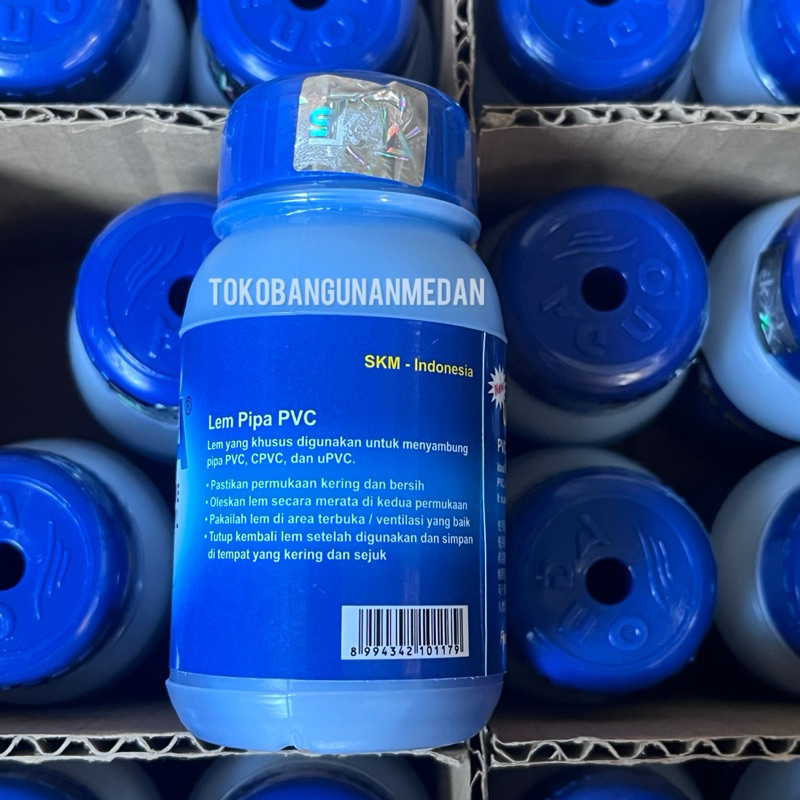 TOKOBANGUNANMEDAN
SKM - Indonesia
Lem Pipa PVC
Lem yang khusus digunakan untuk menyambung
pipa PVC, CPVC, dan uPVC.
• Pastikan permukaan kering dan bersih
• Oleskan lem secara merata di kedua permukaan
• Pakailah lem di area terbuka / ventilasi yang baik
• Tutup kembali lem setelah digunakan dan simpan
di tempat yang kering dan sejuk
8 994342 101179